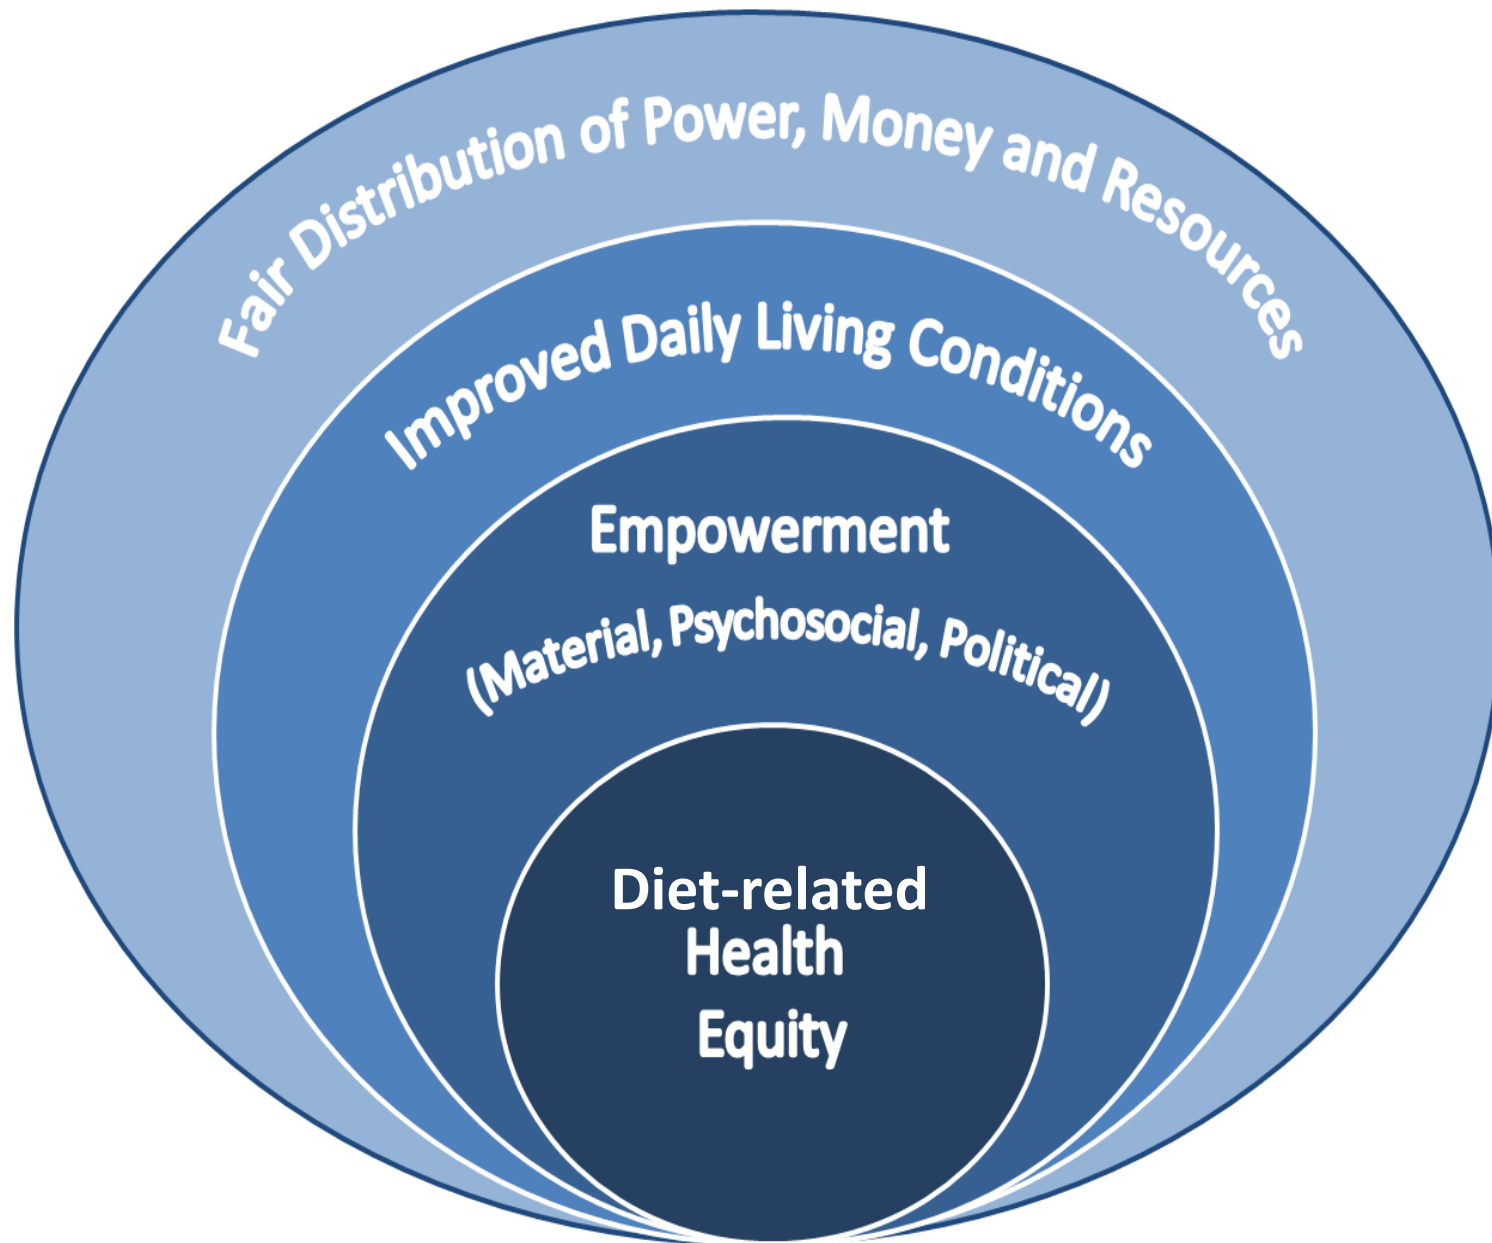 Fair Distribution of Power, Money and Resources
Improved Daily Living Conditions
Empowerment
(Material, Psychosocial, Political)
Diet-related
Health
Equity